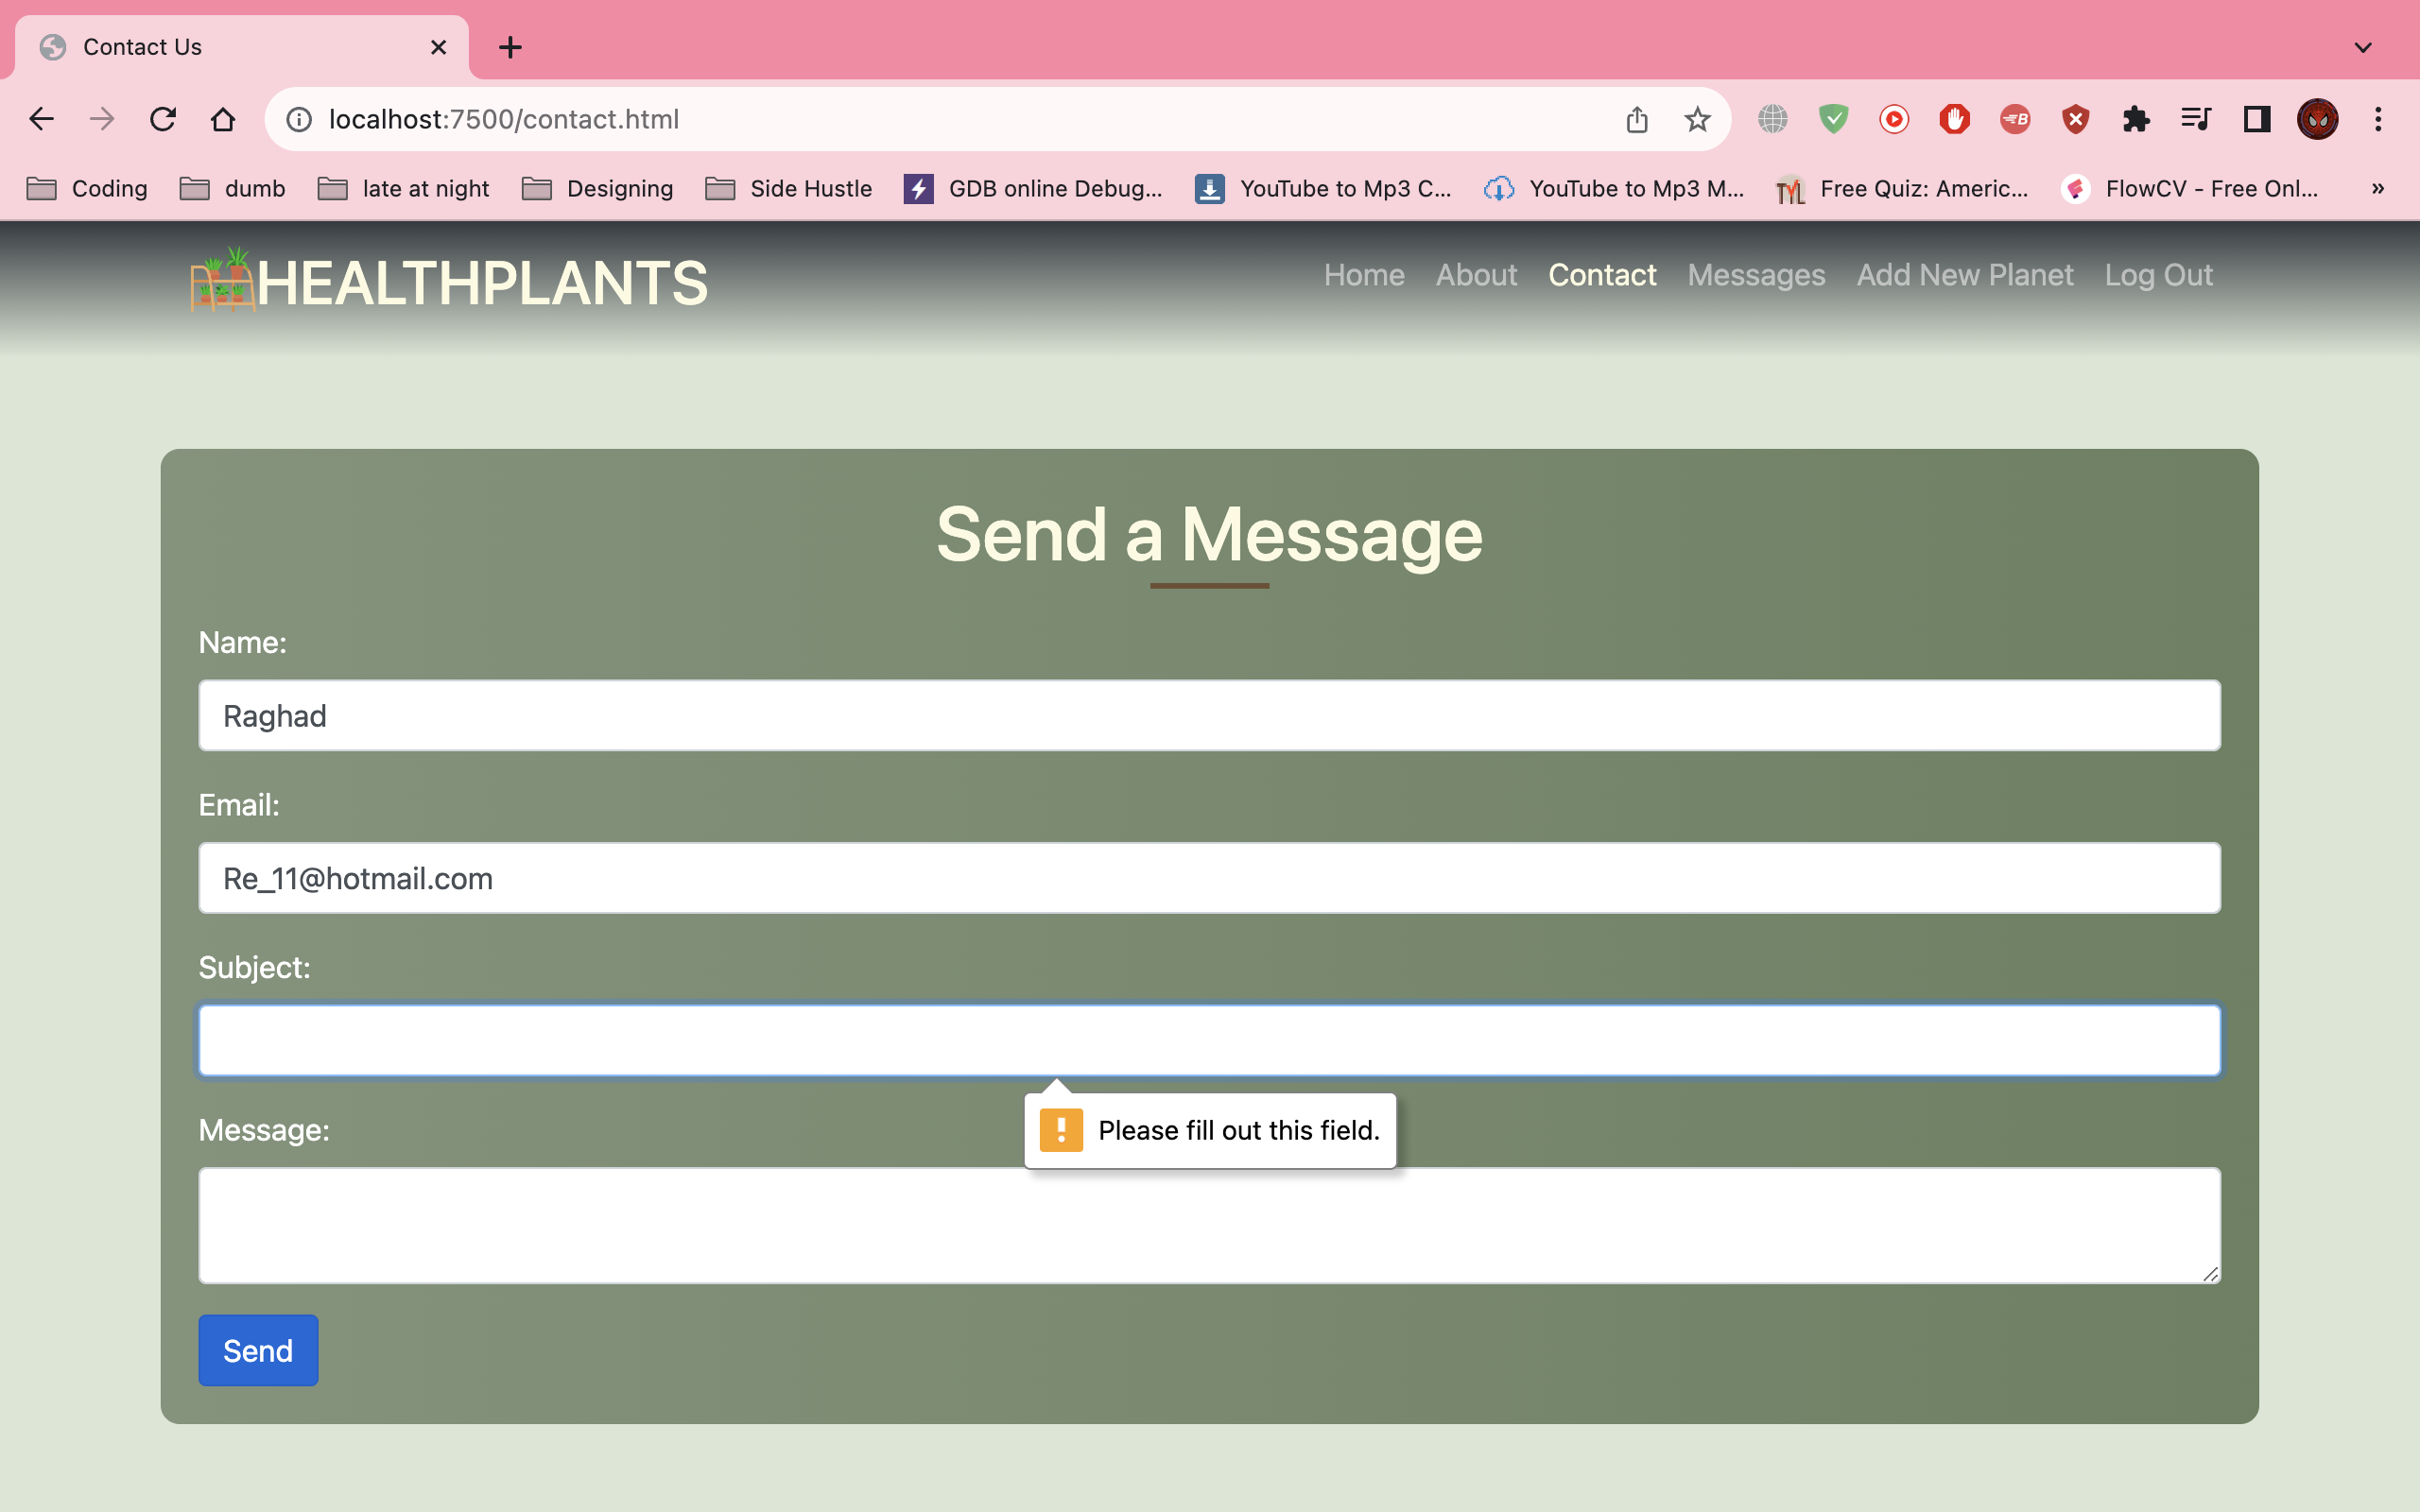 Contact Us
localhost:7500/contact.html
Coding dumb late at night Designing Side Hustle GDB online Debug... YouTube to Mp3 C... YouTube to Mp3 M... Free Quiz: Americ... FlowCV - Free Onl... »
HEALTHPLANTS Home About Contact Messages Add New Planet Log Out
Send a Message
Name:
Raghad
Email:
Re_11@hotmail.com
Subject:
Please fill out this field.
Message:
Send